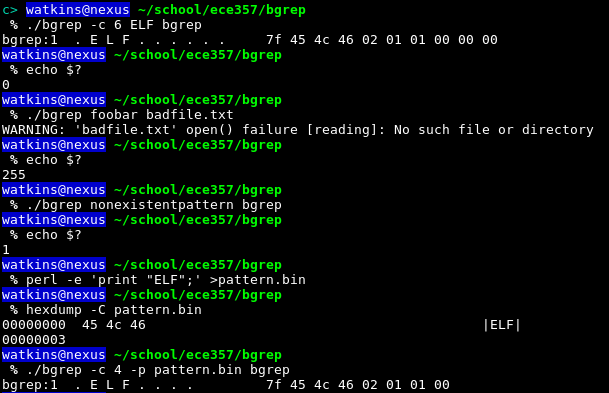 c> watkins@nexus ~/school/ece357/bgrep
% ./bgrep -c 6 ELF bgrep
bgrep:1  . E L F . . . . . .     7f 45 4c 46 02 01 01 00 00 00
watkins@nexus ~/school/ece357/bgrep
% echo $?
0
watkins@nexus ~/school/ece357/bgrep
% ./bgrep foobar badfile.txt
WARNING: 'badfile.txt' open() failure [reading]: No such file or directory
watkins@nexus ~/school/ece357/bgrep
% echo $?
255
watkins@nexus ~/school/ece357/bgrep
% ./bgrep nonexistentpattern bgrep
watkins@nexus ~/school/ece357/bgrep
% echo $?
1
watkins@nexus ~/school/ece357/bgrep
% perl -e 'print "ELF";' >pattern.bin
watkins@nexus ~/school/ece357/bgrep
% hexdump -C pattern.bin
00000000  45 4c 46                                          |ELF|
00000003
watkins@nexus ~/school/ece357/bgrep
% ./bgrep -c 4 -p pattern.bin bgrep
bgrep:1  . E L F . . . .         7f 45 4c 46 02 01 01 00